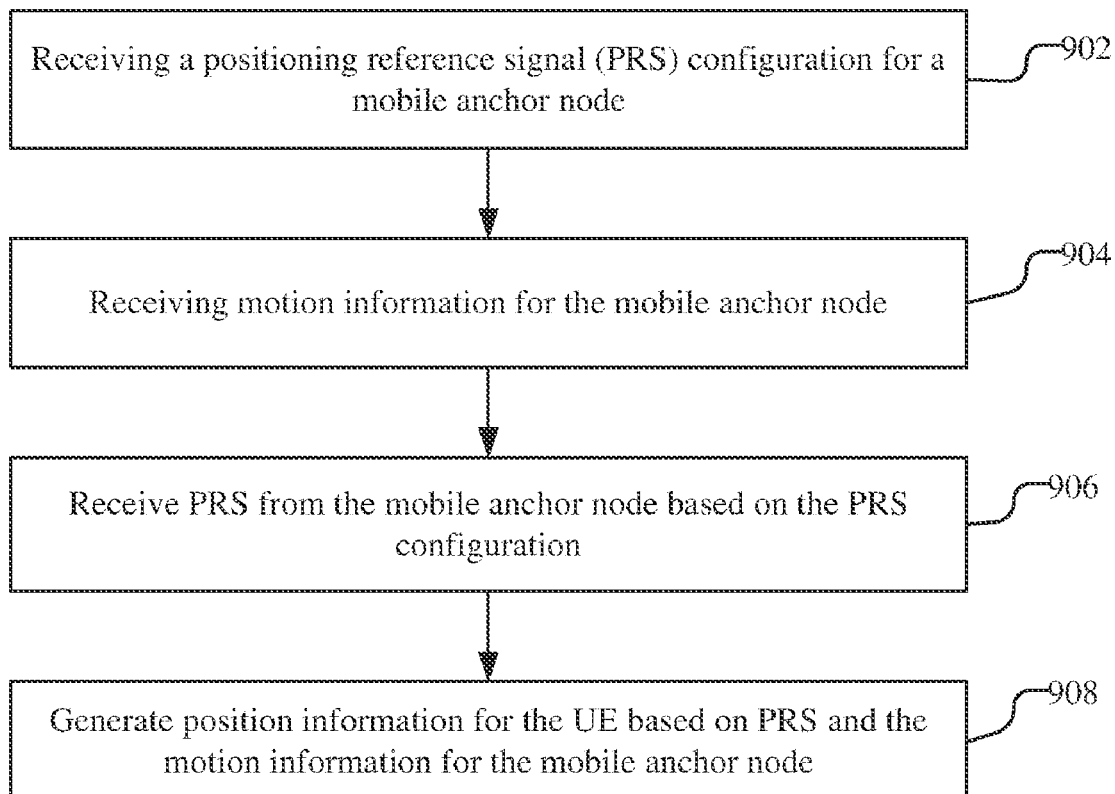 Receiving a positioning reference signal (PRS) configuration for a
mobile anchor node
902
Receiving motion information for the mobile anchor node
904
Receive PRS from the mobile anchor node based on the PRS
configuration
906
Generate position information for the UE based on PRS and the
motion information for the mobile anchor node
908